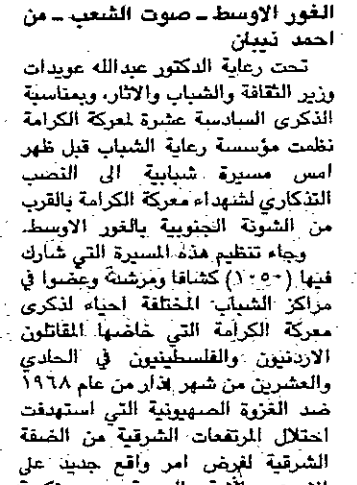 الغور الاوسط ـ صوت الشعب ـ من
احمد ذيبان
تحت رعاية الدكتور عبدالله عويدات
وزير الثقافة والشباب والاثار، وبمناسبة
الذكرى السادسة عشرة لمعركة الكرامة
نظمت مؤسسة رعاية الشباب قبل ظهر
امس مسيرة شبابية الى النصب
التذكاري لشهداء معركة الكرامة بالقرب
من الشونة الجنوبية بالغور الاوسط.
وجاء تنظيم هذه المسيرة التي شارك
فيها (١٠٥٠) كشافا ومرشدة وعضوا في
مراكز الشباب المختلفة احياء لذكرى
معركة الكرامة التي خاضها المقاتلون
الاردنيون والفلسطينيون في الحادي
والعشرين من شهر اذار من عام ١٩٦٨
ضد الغزوة الصهيونية التي استهدفت
احتلال المرتفعات الشرقية من الضفة
الشرقية لفرض امر واقع جديد على